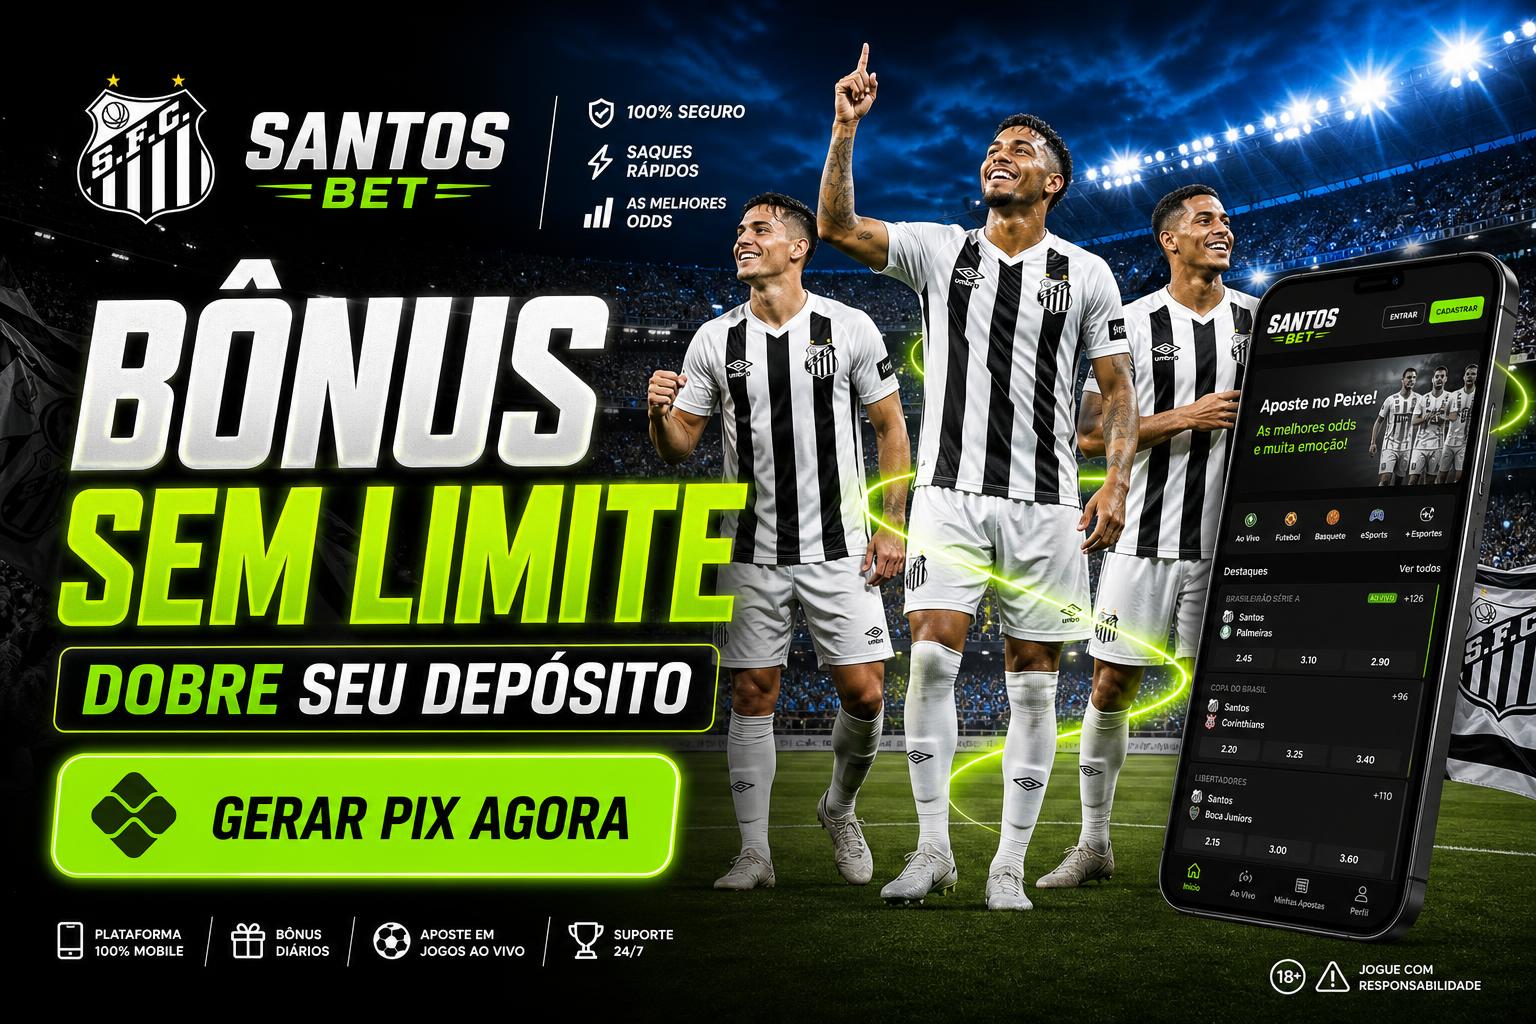 S.F.C.
SANTOS
BET
100% SEGURO
SAQUES
RÁPIDOS
AS MELHORES
ODDS
BÔNUS
SEM LIMITE
DOBRE SEU DEPÓSITO
GERAR PIX AGORA
PLATAFORMA
100% MOBILE
BÔNUS
DIÁRIOS
APOSTE EM
JOGOS AO VIVO
SUPORTE
24/7
umbro
umbro
umbro
SANTOS
BET
ENTRAR
CADASTRAR
Aposte no Peixe!
As melhores odds
e muita emoção!
Ao Vivo
Futebol
Basquete
eSports
+ Esportes
Destaques
Ver todos
BRASILEIRÃO SÉRIE A
AO VIVO
+126
Santos
Palmeiras
2.45
3.10
2.90
COPA DO BRASIL
+96
Santos
Corinthians
2.20
3.25
3.40
LIBERTADORES
+110
Santos
Boca Juniors
2.15
3.00
3.60
Início
Ao Vivo
Minhas Apostas
Perfil
S.F.C.
18+
JOGUE COM
RESPONSABILIDADE